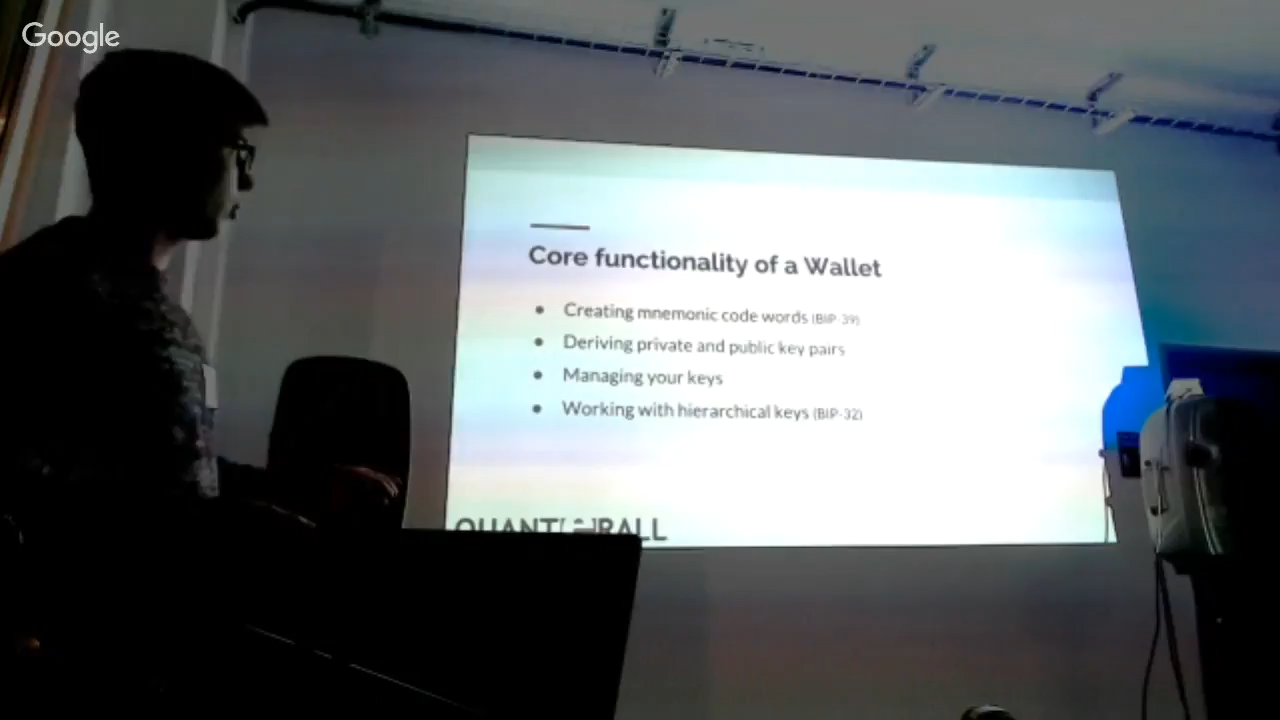 Google
Core functionality of a Wallet
Creating mnemonic code words (BIP-39)
Deriving private and public key pairs
Managing your keys
Working with hierarchical keys (BIP-32)